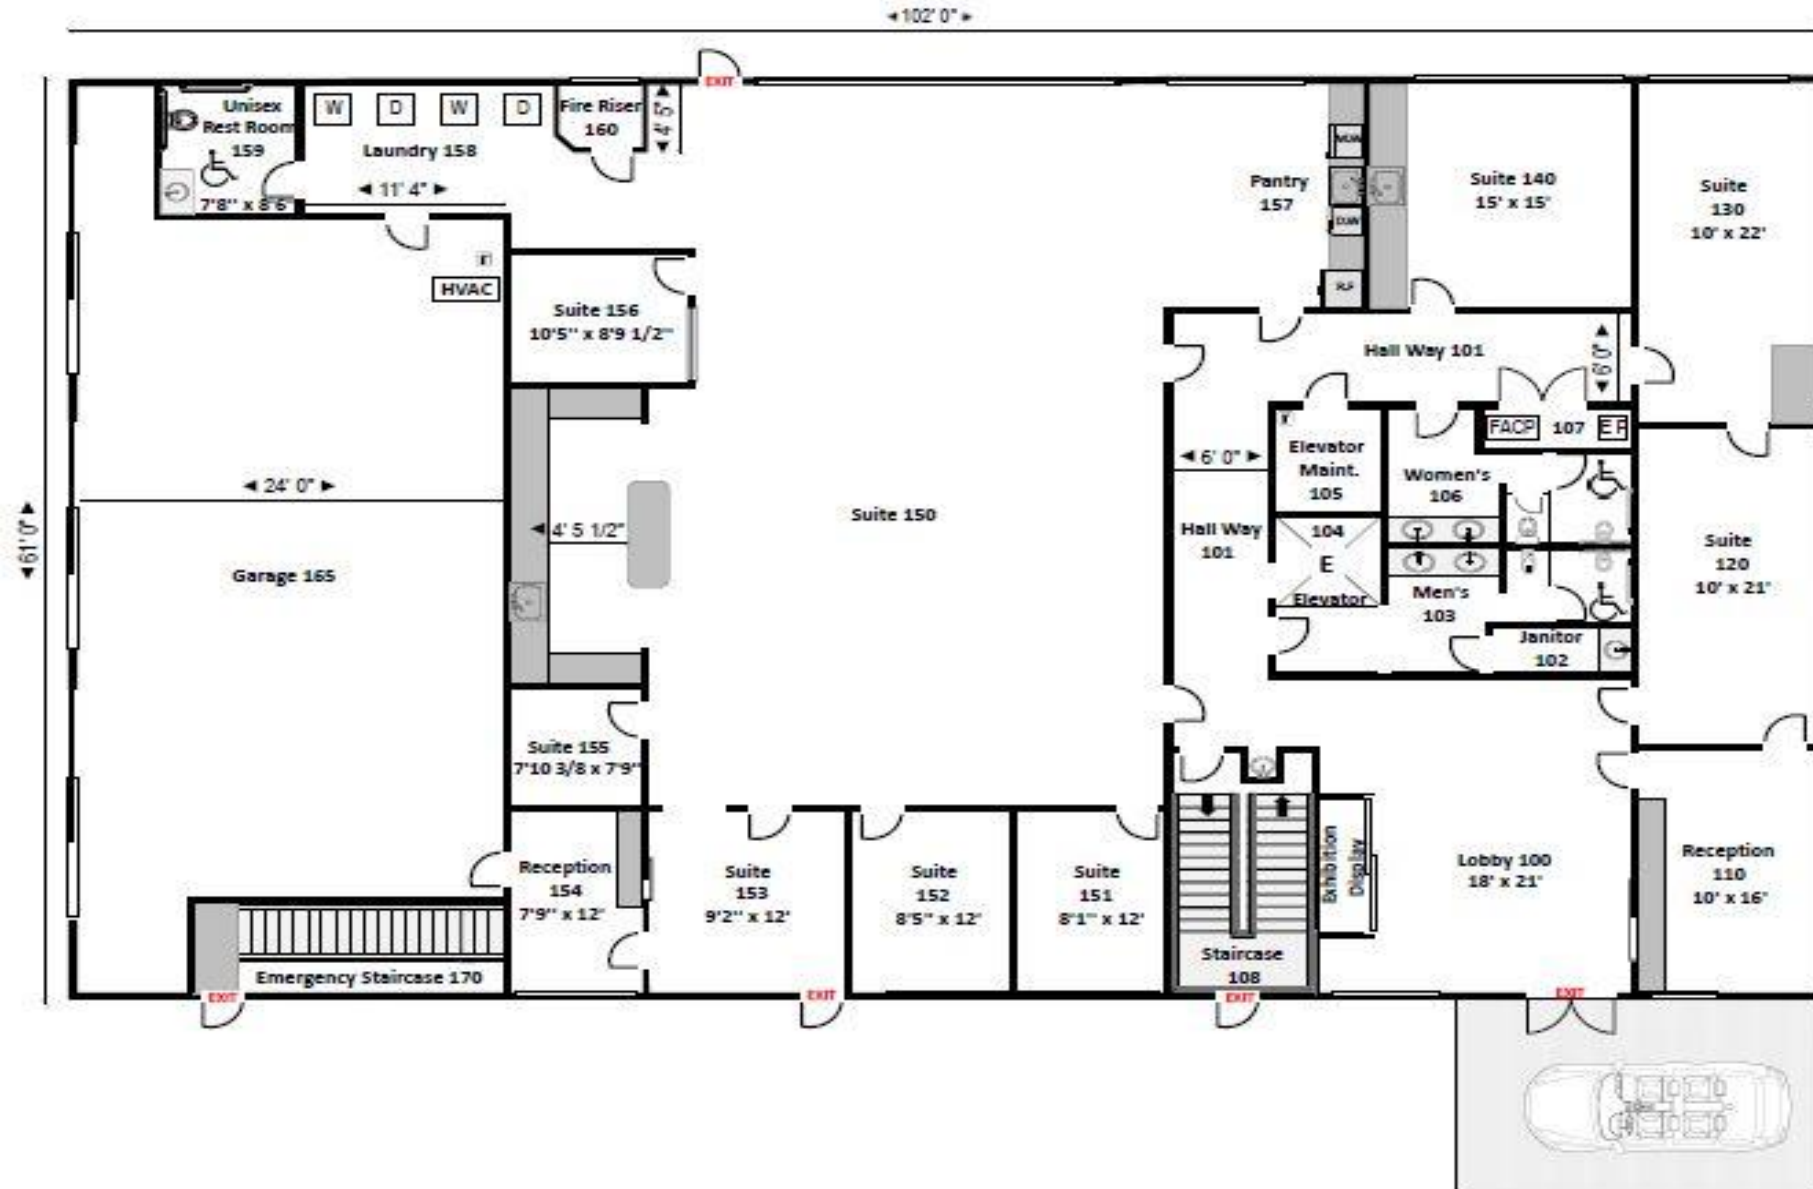 102' 0"
61' 0"
EXIT
Unisex
Rest Room
159
7'8" x 8'6"
W
D
W
D
Laundry 158
11' 4"
Fire Riser
160
4' 5"
HVAC
Suite 156
10'5" x 8'9 1/2"
Pantry
157
D/W
Suite 140
15' x 15'
Suite
130
10' x 22'
Hall Way 101
6' 0"
FACP
107
Elevator
Maint.
105
Women's
106
6' 0"
Hall Way
101
104
E
Elevator
Men's
103
Janitor
102
Suite
120
10' x 21'
24' 0"
Garage 165
4' 5 1/2"
Suite 150
Suite 155
7'10 3/8 x 7'9"
Reception
154
7'9" x 12'
Suite
153
9'2" x 12'
Suite
152
8'5" x 12'
Suite
151
8'1" x 12'
Staircase
108
Exhibition
Display
Lobby 100
18' x 21'
Reception
110
10' x 16'
Emergency Staircase 170
EXIT
EXIT
EXIT
EXIT